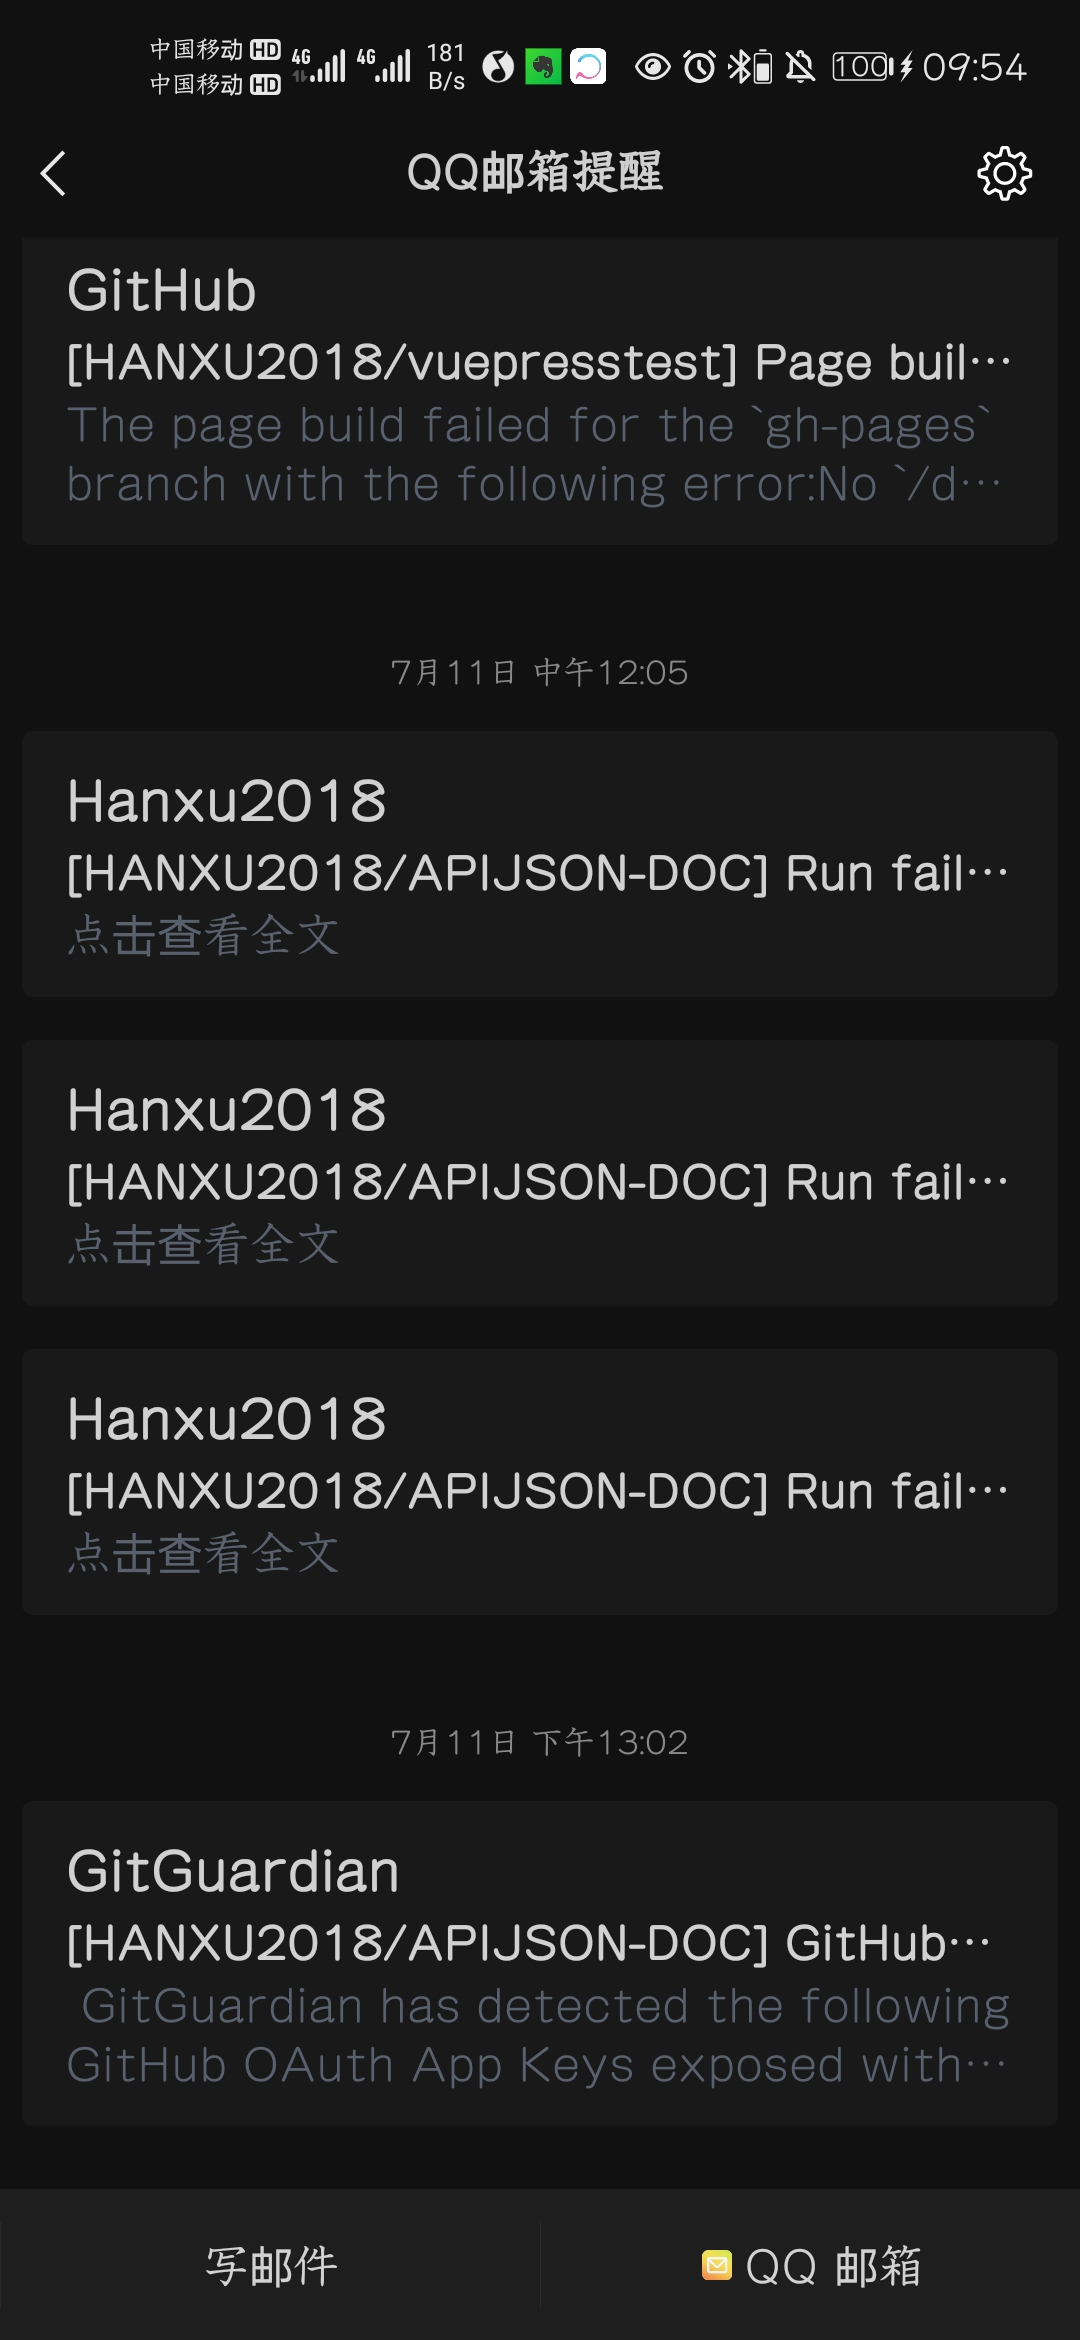 中国移动 HD
中国移动 HD
4G 4G 181 B/s 100 09:54
QQ邮箱提醒
GitHub
[HANXU2018/vuepresstest] Page buil…
The page build failed for the `gh-pages`
branch with the following error:No `/d…
7月11日 中午12:05
Hanxu2018
[HANXU2018/APIJSON-DOC] Run fail…
点击查看全文
Hanxu2018
[HANXU2018/APIJSON-DOC] Run fail…
点击查看全文
Hanxu2018
[HANXU2018/APIJSON-DOC] Run fail…
点击查看全文
7月11日 下午13:02
GitGuardian
[HANXU2018/APIJSON-DOC] GitHub…
GitGuardian has detected the following
GitHub OAuth App Keys exposed with…
写邮件
QQ 邮箱